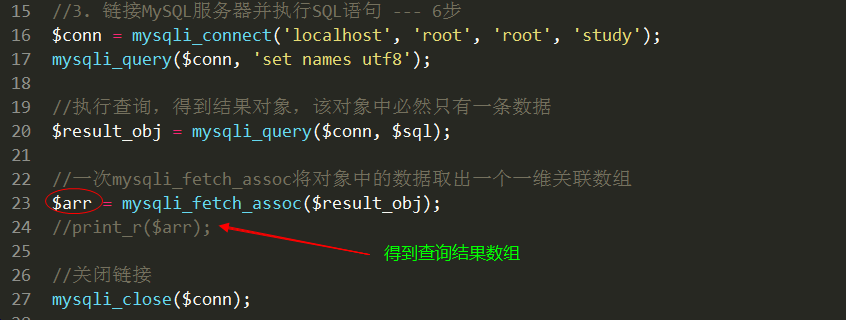 15 //3. 链接MySQL服务器并执行SQL语句 --- 6步
16 $conn = mysqli_connect('localhost', 'root', 'root', 'study');
17 mysqli_query($conn, 'set names utf8');
18
19 //执行查询，得到结果对象，该对象中必然只有一条数据
20 $result_obj = mysqli_query($conn, $sql);
21
22 //一次mysqli_fetch_assoc将对象中的数据取出一个一维关联数组
23 $arr = mysqli_fetch_assoc($result_obj);
24 //print_r($arr);
得到查询结果数组
25
26 //关闭链接
27 mysqli_close($conn);